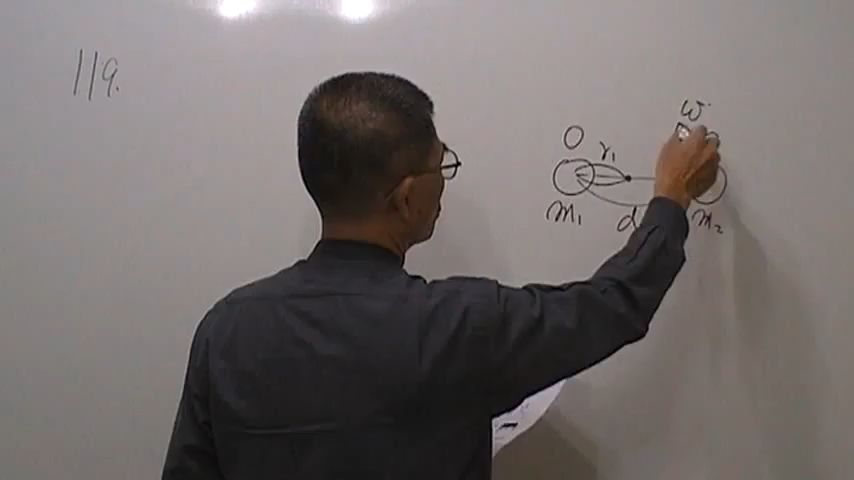 119.
ω
O
r₁
m₁
d
m₂